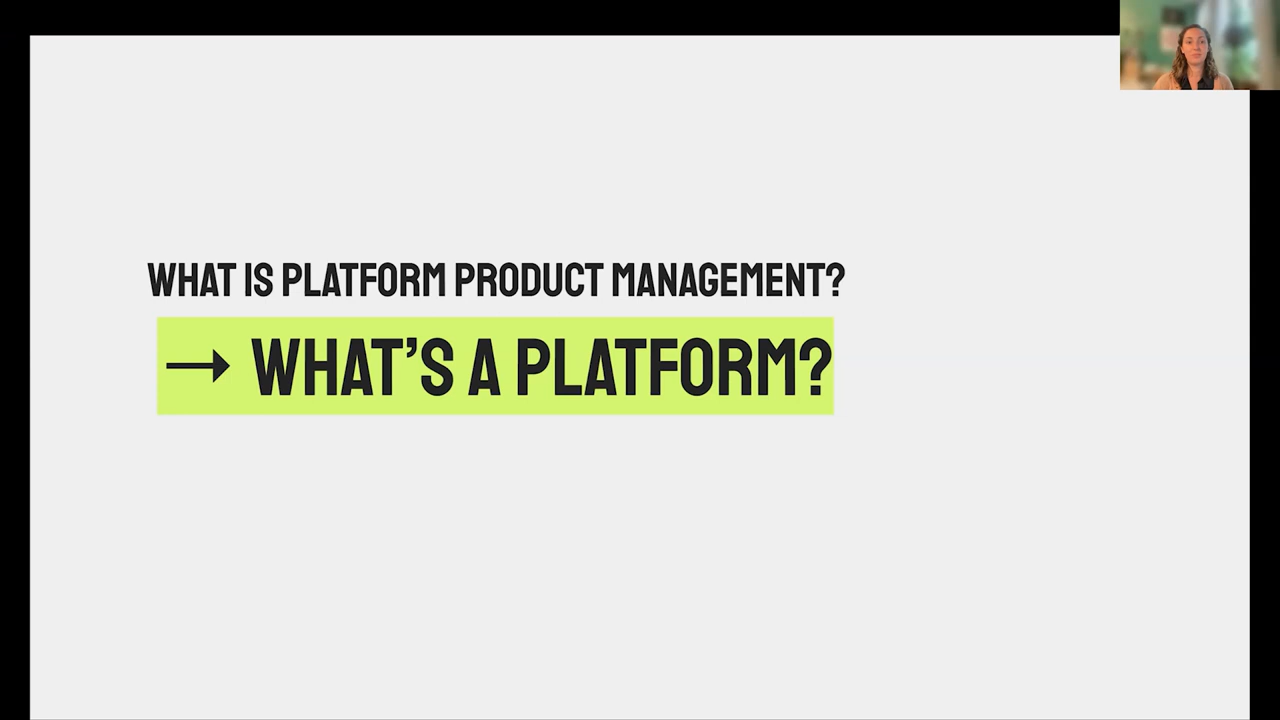 WHAT IS PLATFORM PRODUCT MANAGEMENT?
→ WHAT’S A PLATFORM?